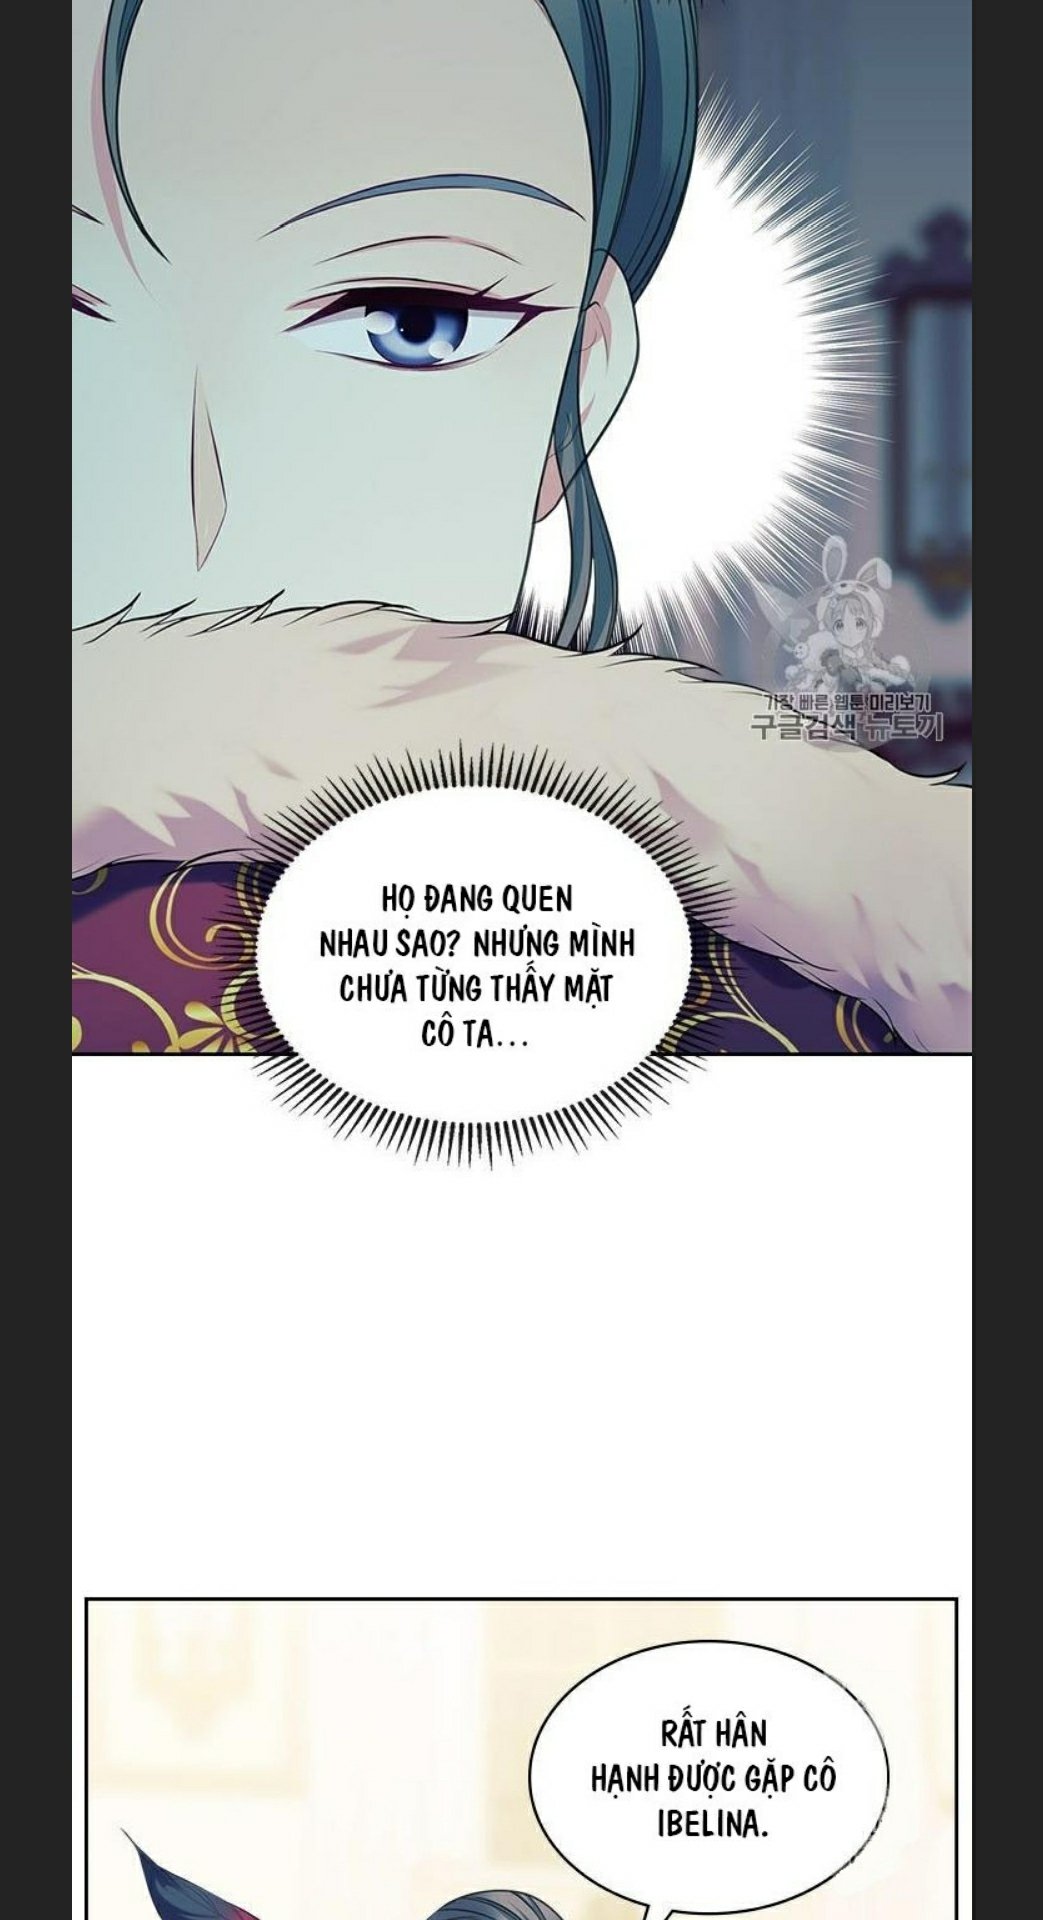 가장 빠른 웹툰 미리보기
구글검색 뉴토끼
HỌ ĐANG QUEN
NHAU SAO? NHƯNG MÌNH
CHƯA TỪNG THẤY MẶT
CÔ TA...
RẤT HÂN
HẠNH ĐƯỢC GẶP CÔ
IBELINA.